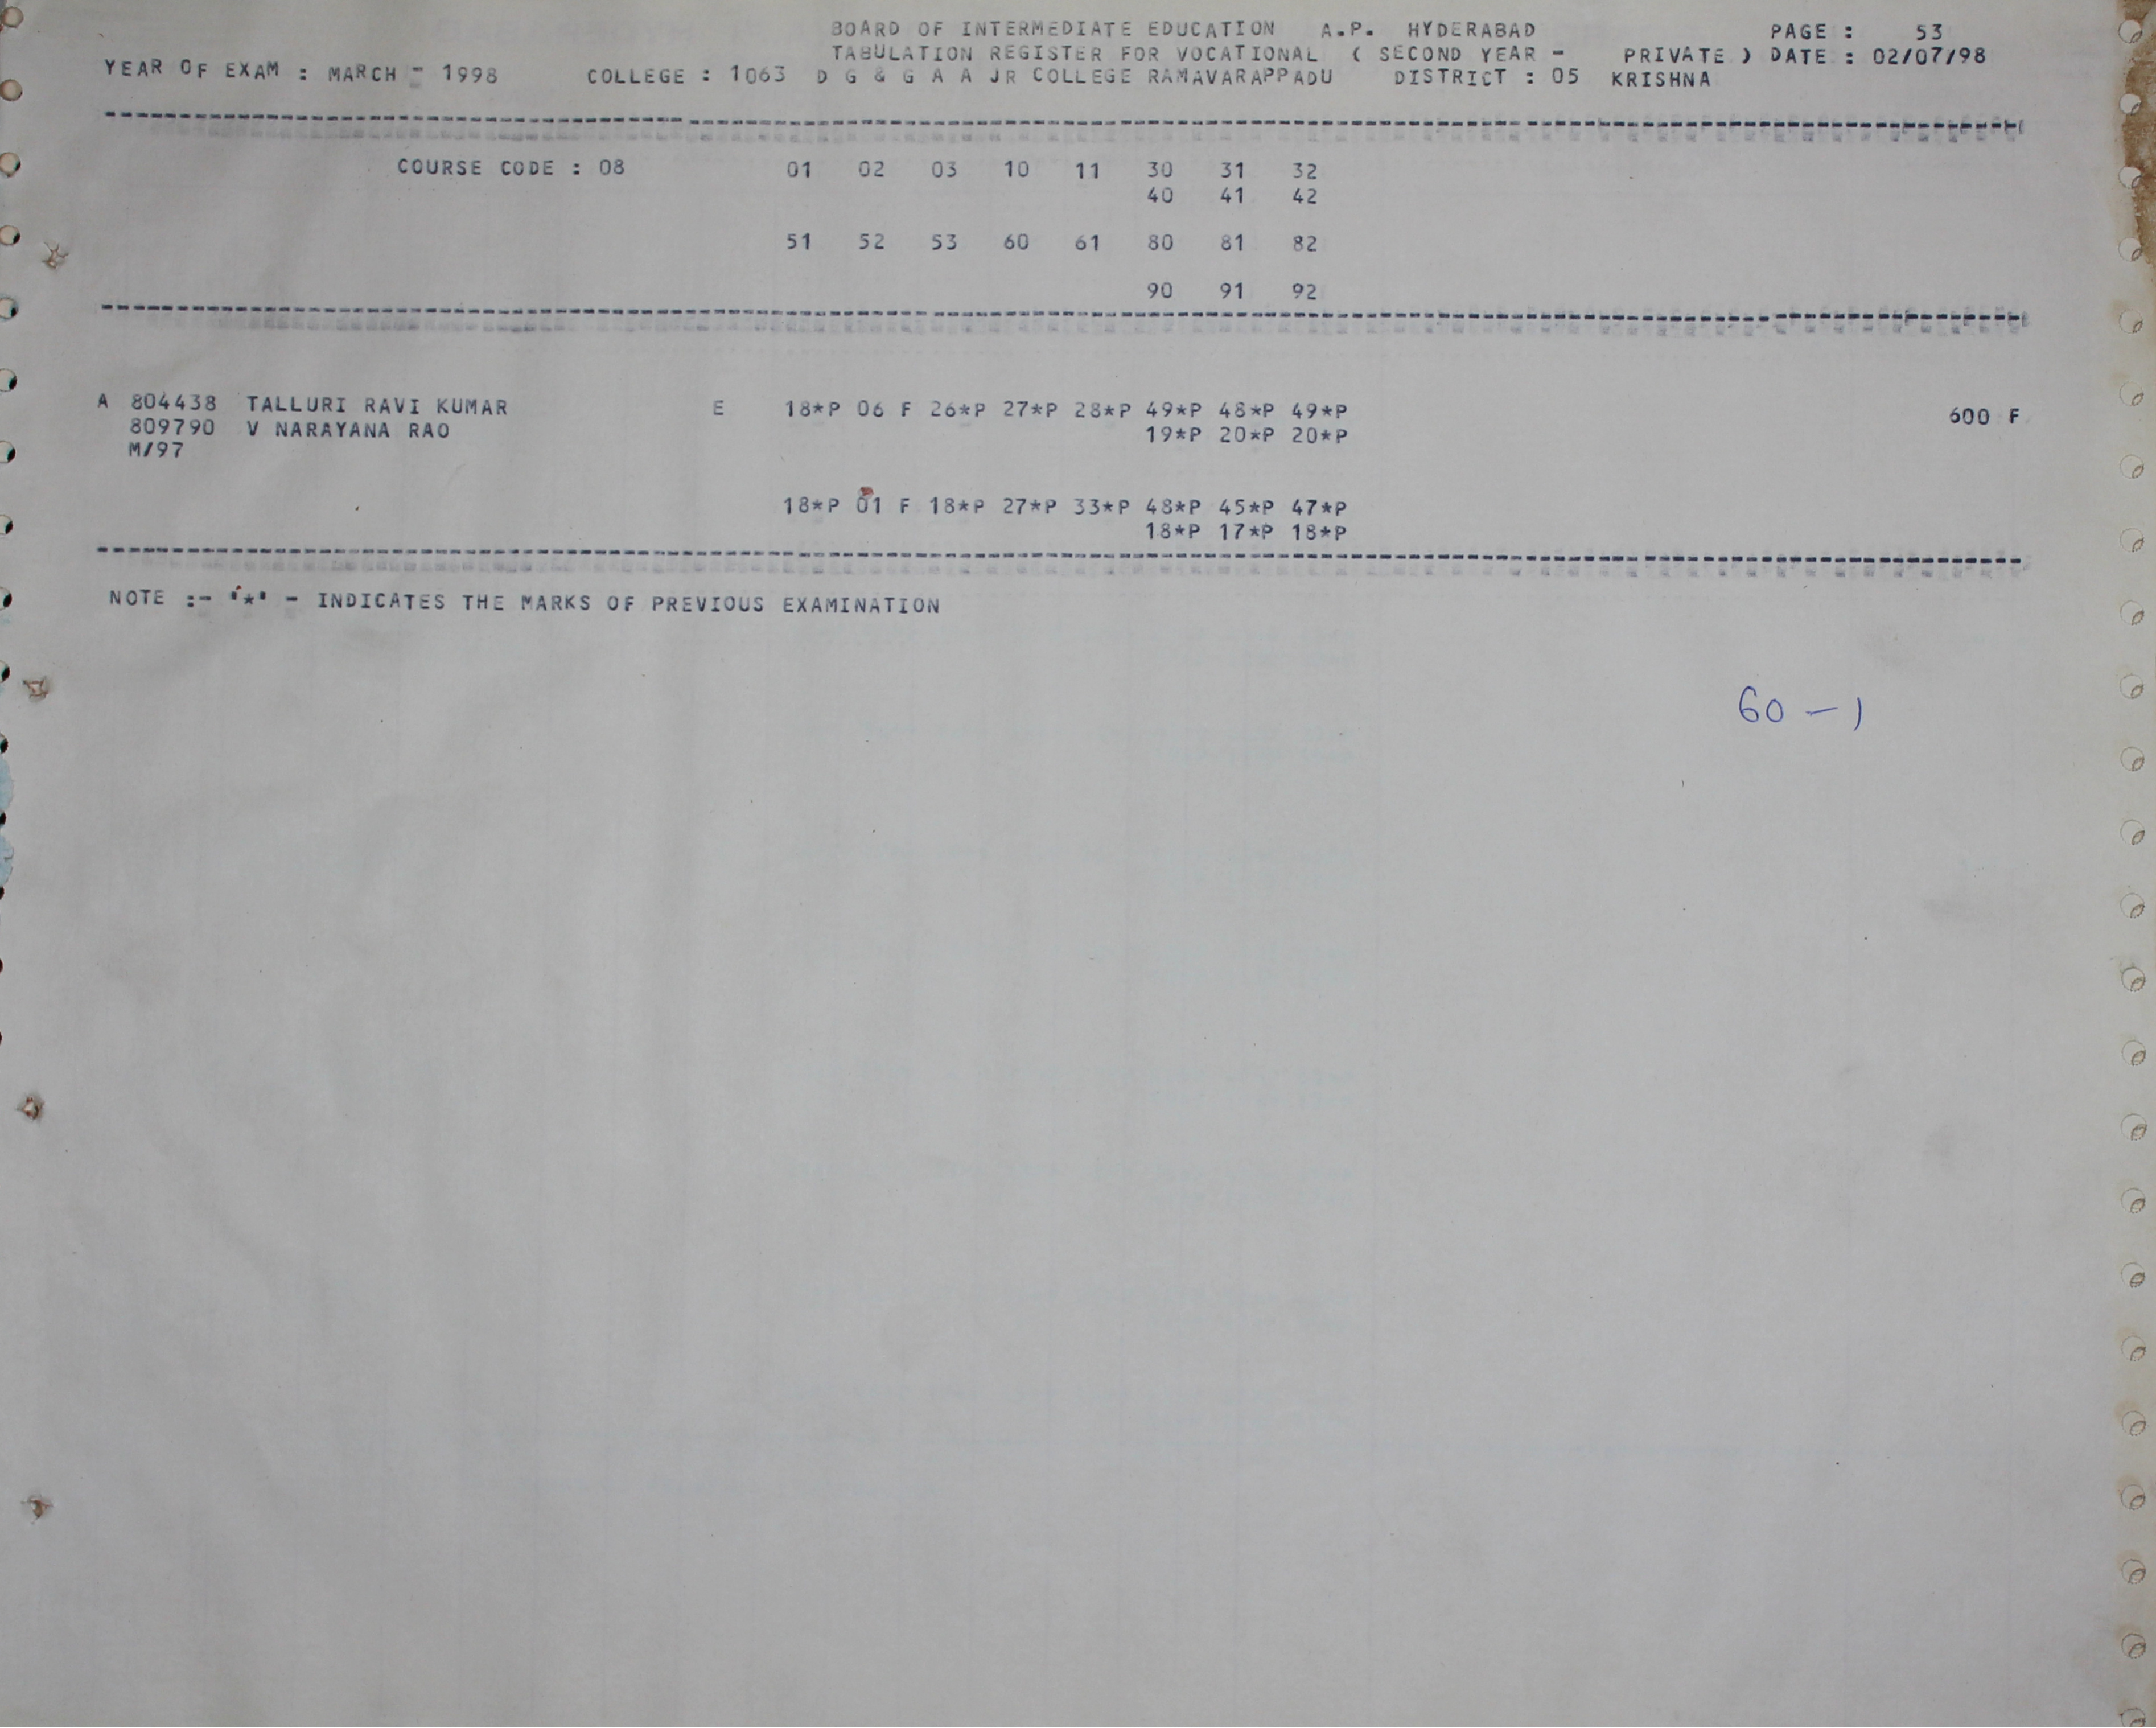 BOARD OF INTERMEDIATE EDUCATION A.P. HYDERABAD PAGE : 53
TABULATION REGISTER FOR VOCATIONAL ( SECOND YEAR - PRIVATE ) DATE : 02/07/98
YEAR OF EXAM : MARCH - 1998 COLLEGE : 1063 D G & G A A JR COLLEGE RAMAVARAPPADU DISTRICT : 05 KRISHNA
COURSE CODE : 08 01 02 03 10 11 30 31 32
40 41 42
51 52 53 60 61 80 81 82
90 91 92
A 804438 TALLURI RAVI KUMAR E 18*P 06 F 26*P 27*P 28*P 49*P 48*P 49*P 600 F
809790 V NARAYANA RAO 19*P 20*P 20*P
M/97
18*P 01 F 18*P 27*P 33*P 48*P 45*P 47*P
18*P 17*P 18*P
NOTE :- '*' - INDICATES THE MARKS OF PREVIOUS EXAMINATION
60 - 1